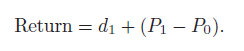 Return = d₁ + (P₁ − P₀).